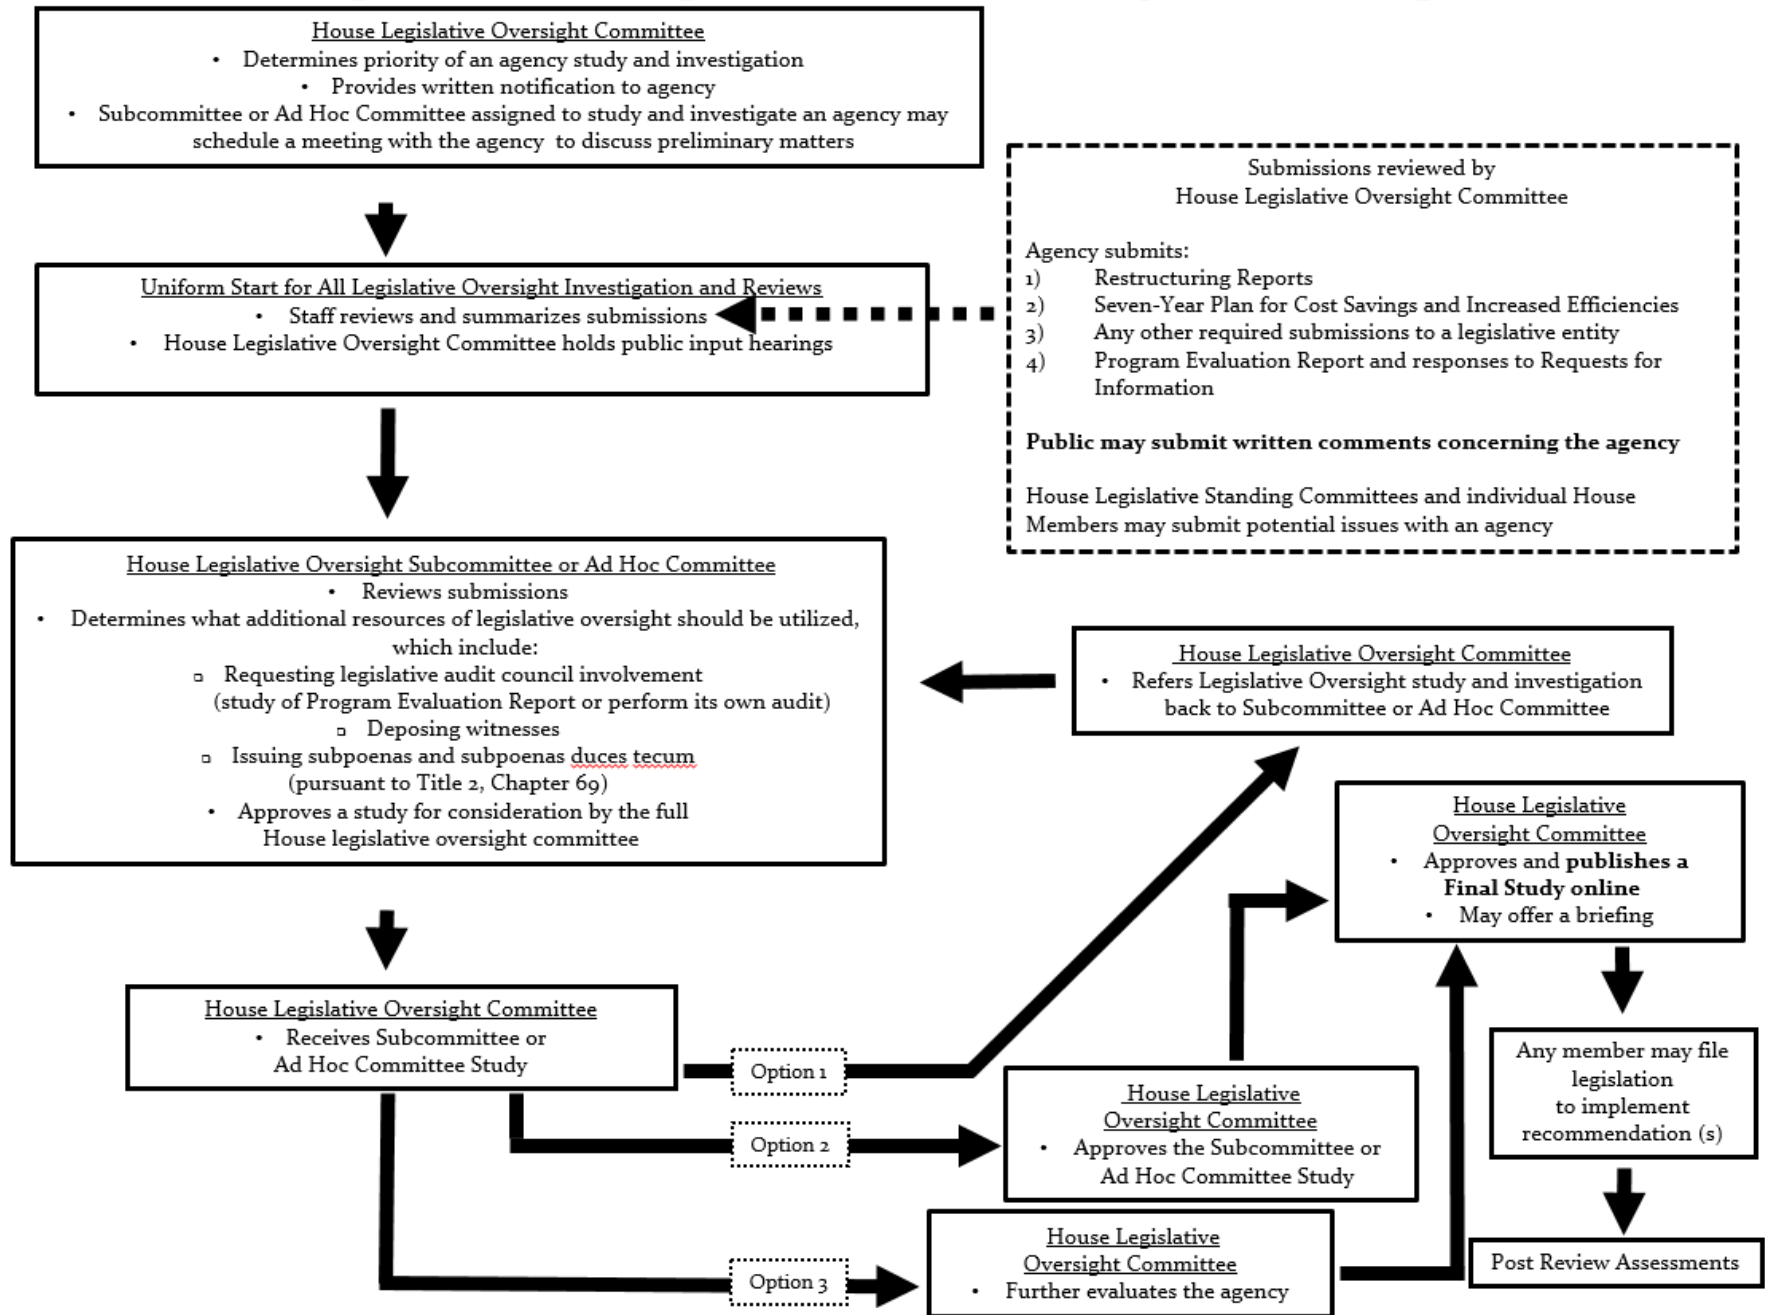 House Legislative Oversight Committee
• Determines priority of an agency study and investigation
• Provides written notification to agency
• Subcommittee or Ad Hoc Committee assigned to study and investigate an agency may
schedule a meeting with the agency to discuss preliminary matters
Submissions reviewed by
House Legislative Oversight Committee
Agency submits:
1) Restructuring Reports
2) Seven-Year Plan for Cost Savings and Increased Efficiencies
3) Any other required submissions to a legislative entity
4) Program Evaluation Report and responses to Requests for
Information
Public may submit written comments concerning the agency
House Legislative Standing Committees and individual House
Members may submit potential issues with an agency
Uniform Start for All Legislative Oversight Investigation and Reviews
• Staff reviews and summarizes submissions
• House Legislative Oversight Committee holds public input hearings
House Legislative Oversight Subcommittee or Ad Hoc Committee
• Reviews submissions
• Determines what additional resources of legislative oversight should be utilized,
which include:
▫ Requesting legislative audit council involvement
(study of Program Evaluation Report or perform its own audit)
▫ Deposing witnesses
▫ Issuing subpoenas and subpoenas duces tecum
(pursuant to Title 2, Chapter 69)
• Approves a study for consideration by the full
House legislative oversight committee
House Legislative Oversight Committee
• Refers Legislative Oversight study and investigation
back to Subcommittee or Ad Hoc Committee
House Legislative
Oversight Committee
• Approves and publishes a
Final Study online
• May offer a briefing
House Legislative Oversight Committee
• Receives Subcommittee or
Ad Hoc Committee Study
Option 1
Option 2
Option 3
House Legislative
Oversight Committee
• Approves the Subcommittee or
Ad Hoc Committee Study
House Legislative
Oversight Committee
• Further evaluates the agency
Any member may file
legislation
to implement
recommendation (s)
Post Review Assessments